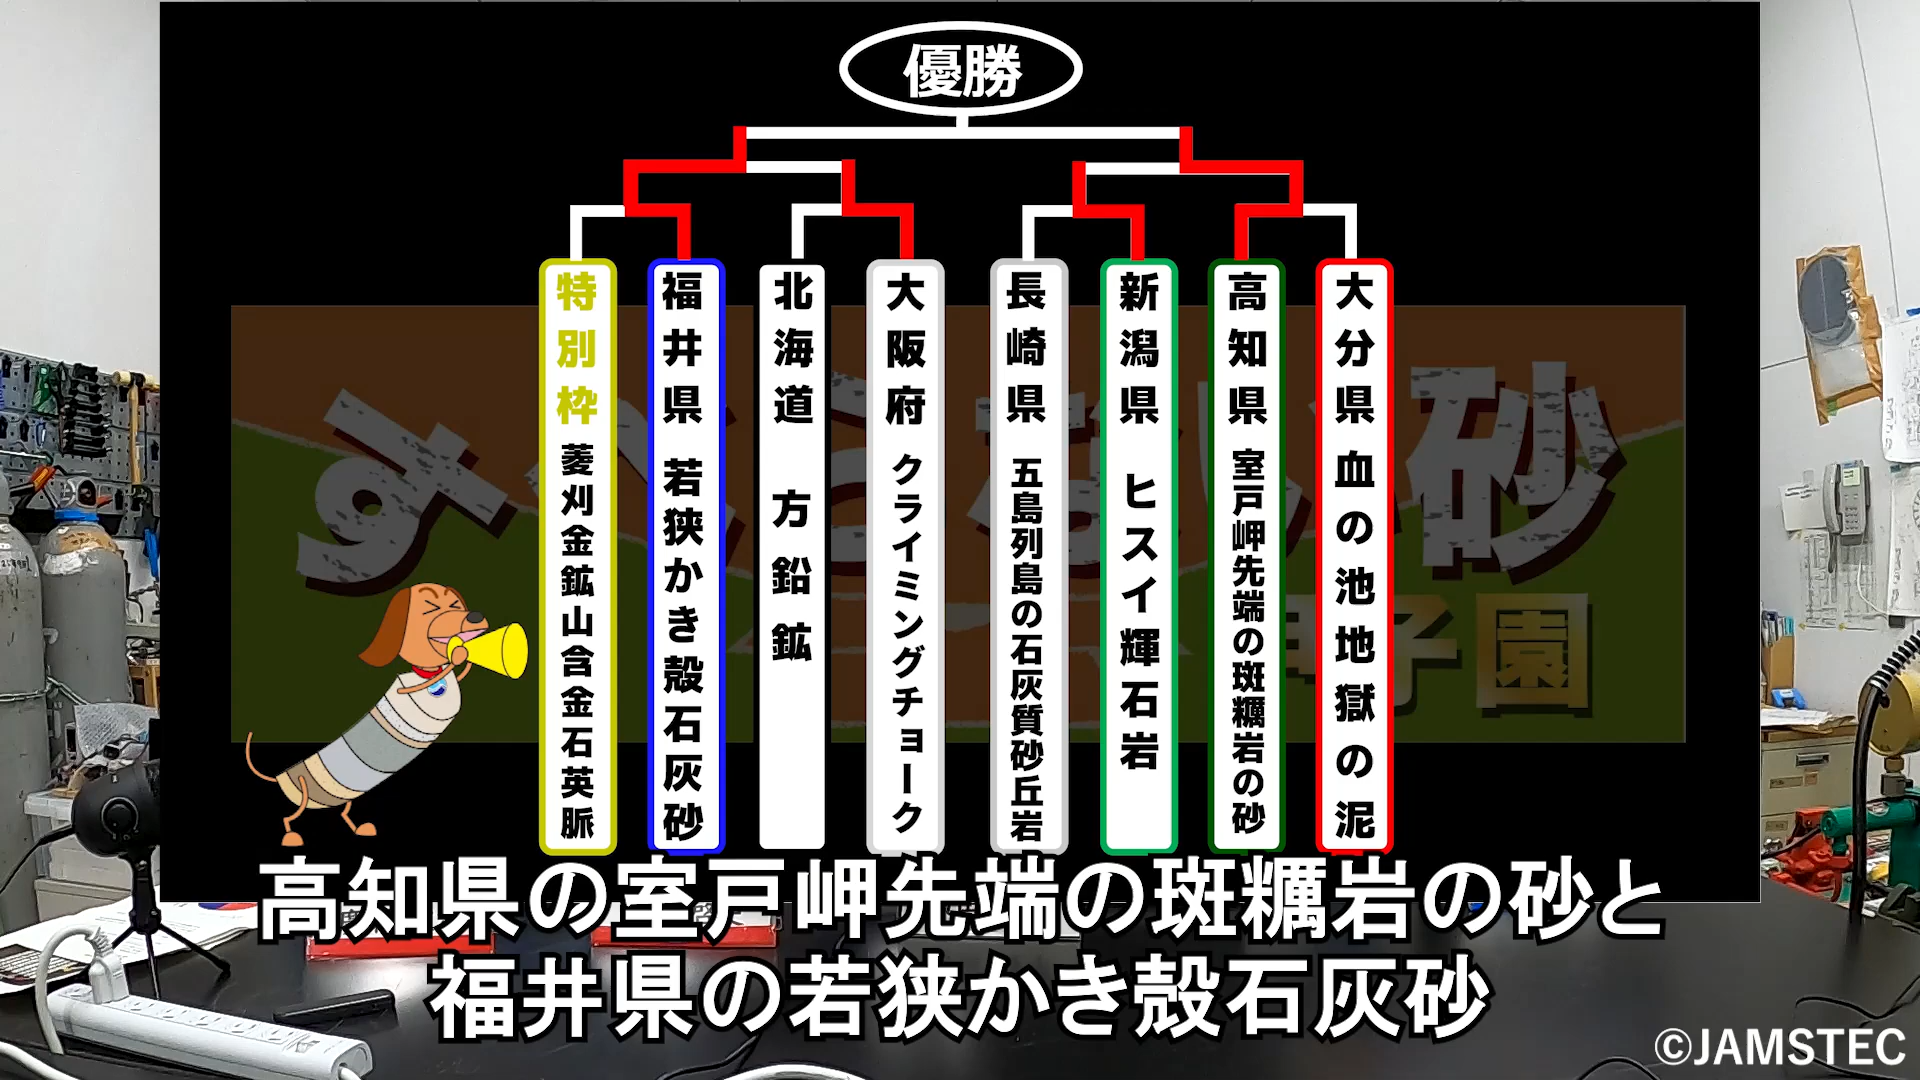 優勝
特別枠 菱刈金鉱山含金石英脈
福井県 若狭かき殻石灰砂
北海道 方鉛鉱
大阪府 クライミングチョーク
長崎県 五島列島の石灰質砂丘岩
新潟県 ヒスイ輝石岩
高知県 室戸岬先端の斑糲岩の砂
大分県 血の池地獄の泥
高知県の室戸岬先端の斑糲岩の砂と
福井県の若狭かき殻石灰砂
©JAMSTEC